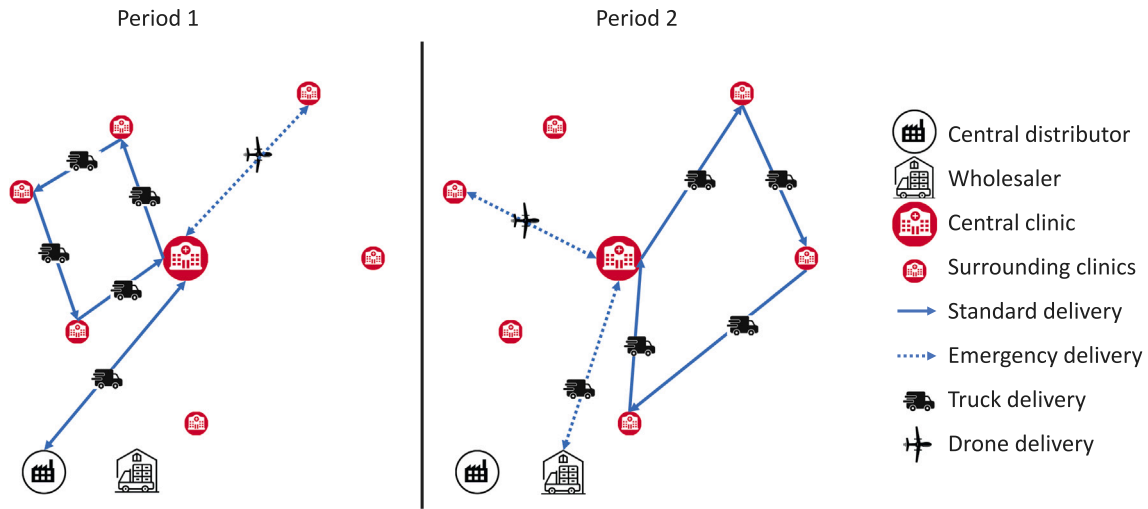 Period 1
Period 2
Central distributor
Wholesaler
Central clinic
Surrounding clinics
Standard delivery
Emergency delivery
Truck delivery
Drone delivery